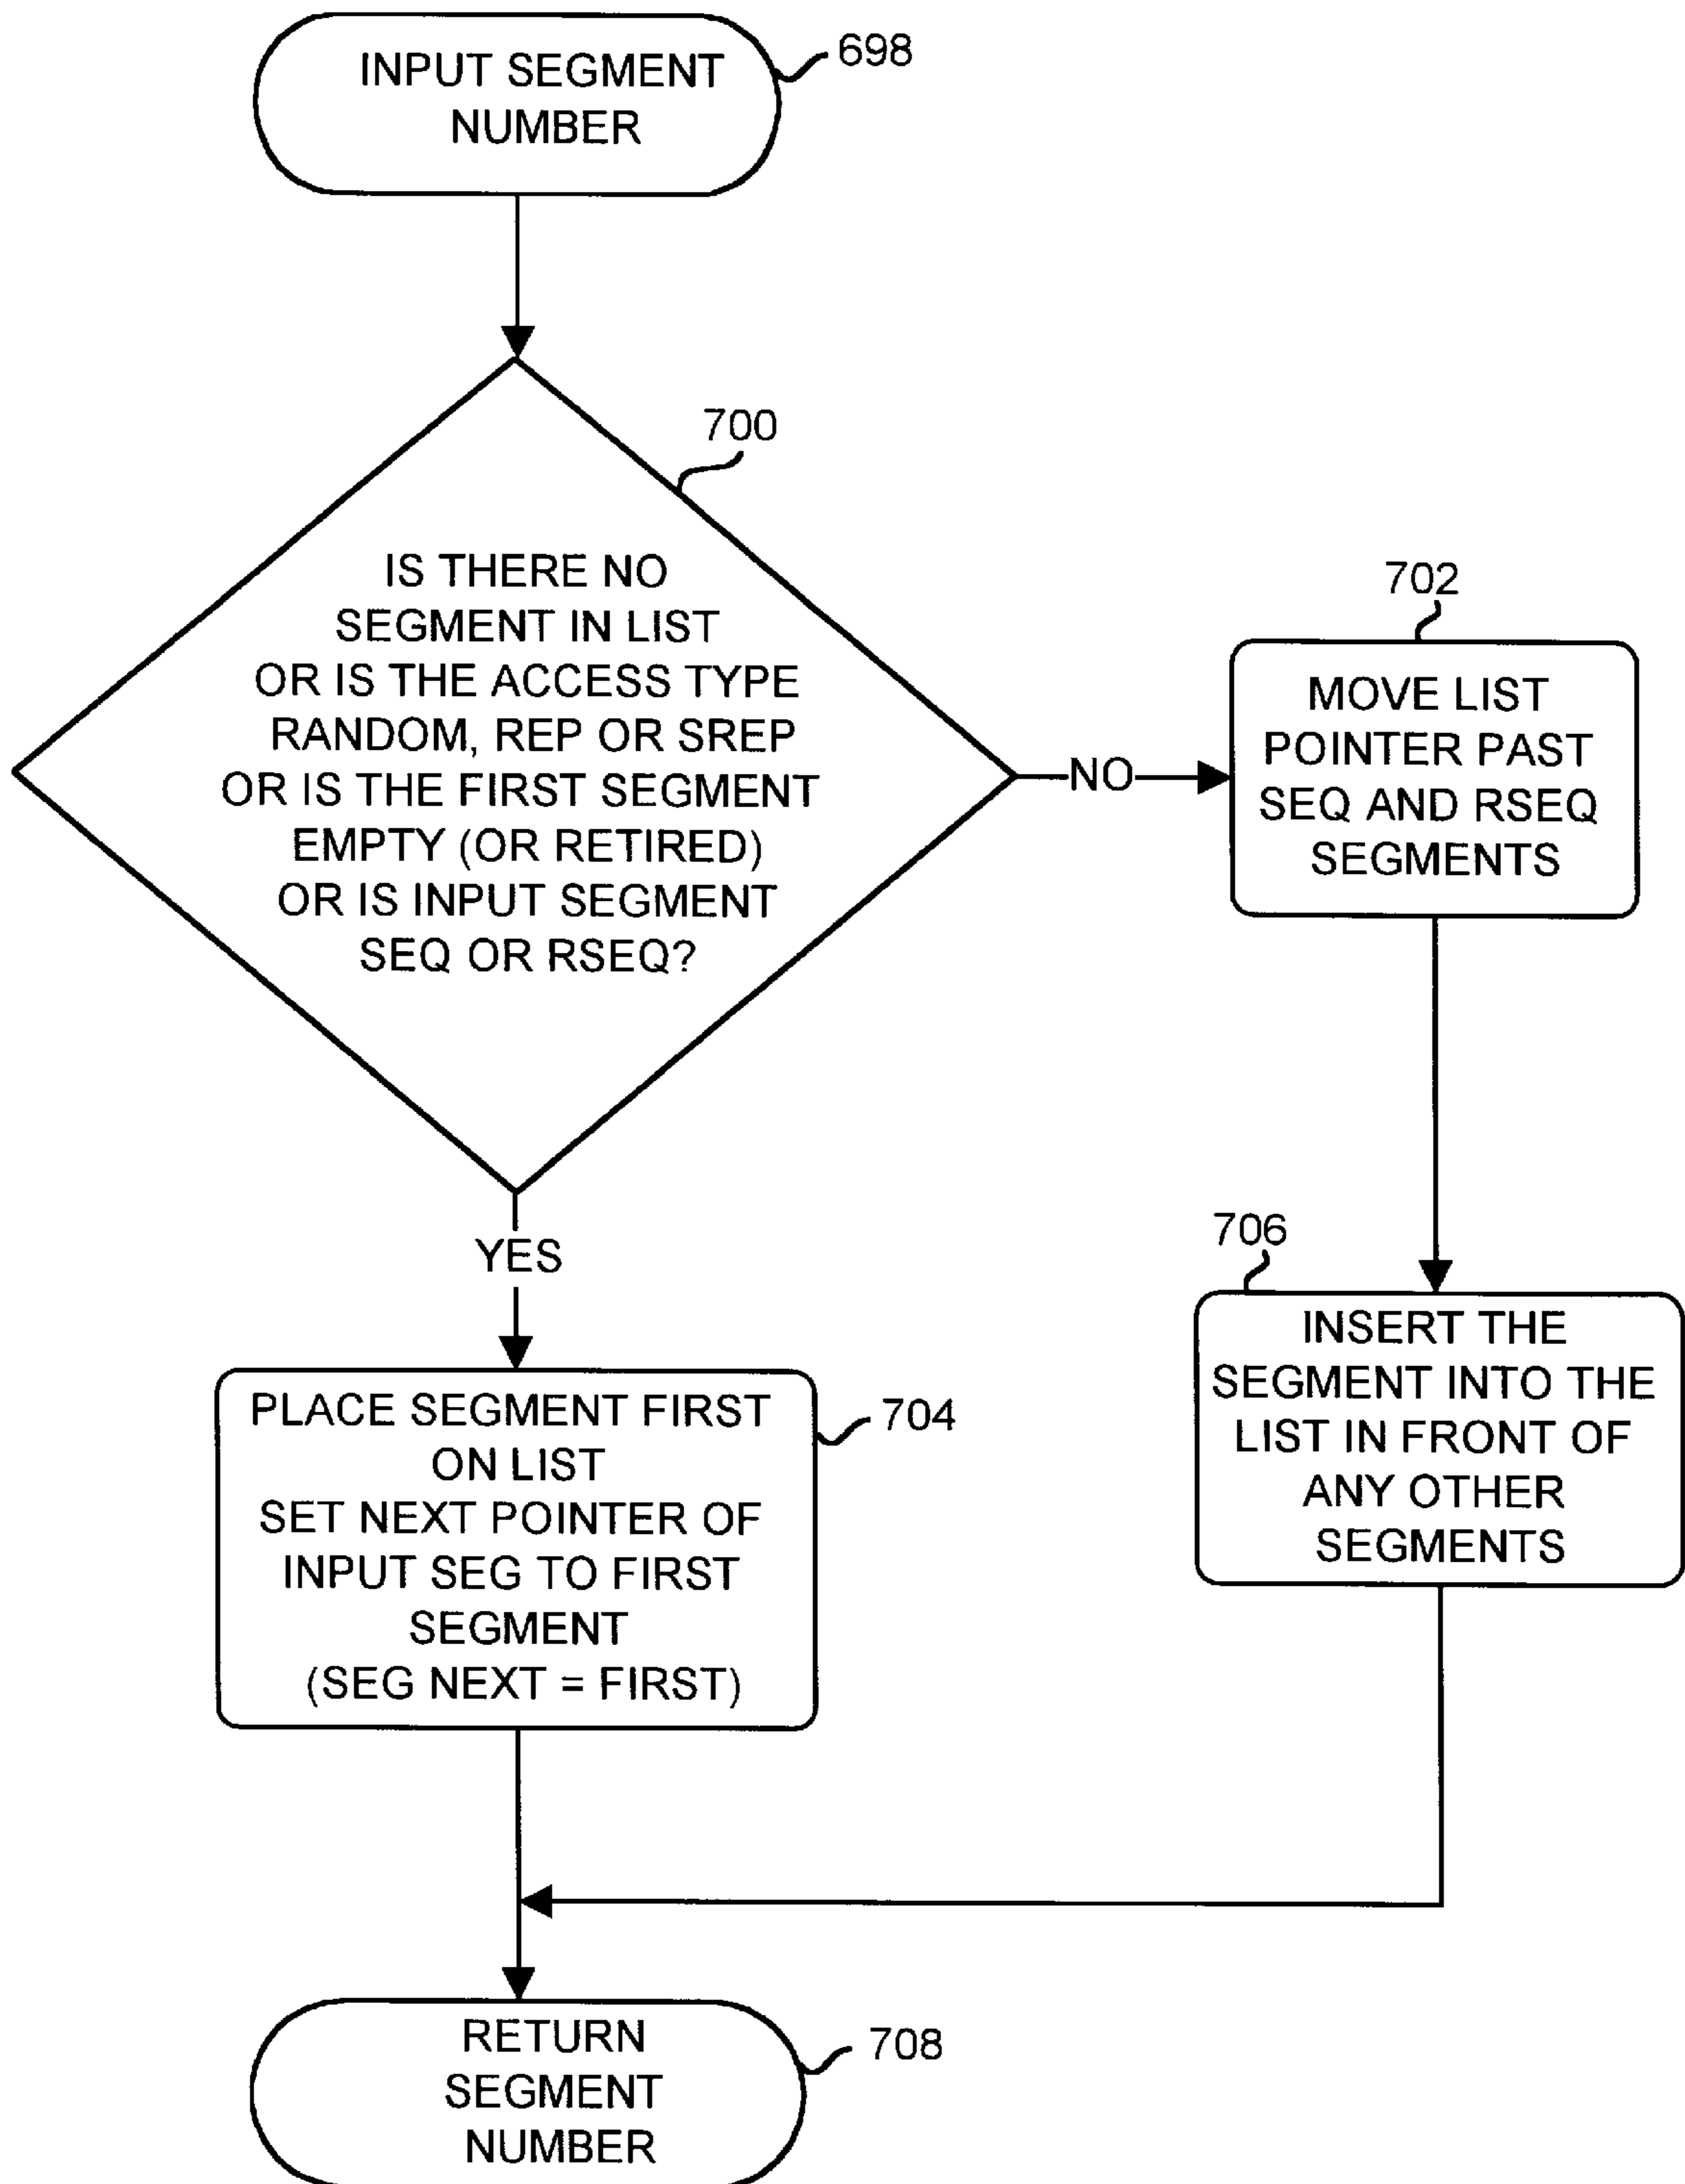 INPUT SEGMENT
NUMBER
698
700
IS THERE NO
SEGMENT IN LIST
OR IS THE ACCESS TYPE
RANDOM, REP OR SREP
OR IS THE FIRST SEGMENT
EMPTY (OR RETIRED)
OR IS INPUT SEGMENT
SEQ OR RSEQ?
NO
702
MOVE LIST
POINTER PAST
SEQ AND RSEQ
SEGMENTS
YES
706
INSERT THE
SEGMENT INTO THE
LIST IN FRONT OF
ANY OTHER
SEGMENTS
PLACE SEGMENT FIRST
ON LIST
SET NEXT POINTER OF
INPUT SEG TO FIRST
SEGMENT
(SEG NEXT = FIRST)
704
RETURN
SEGMENT
NUMBER
708